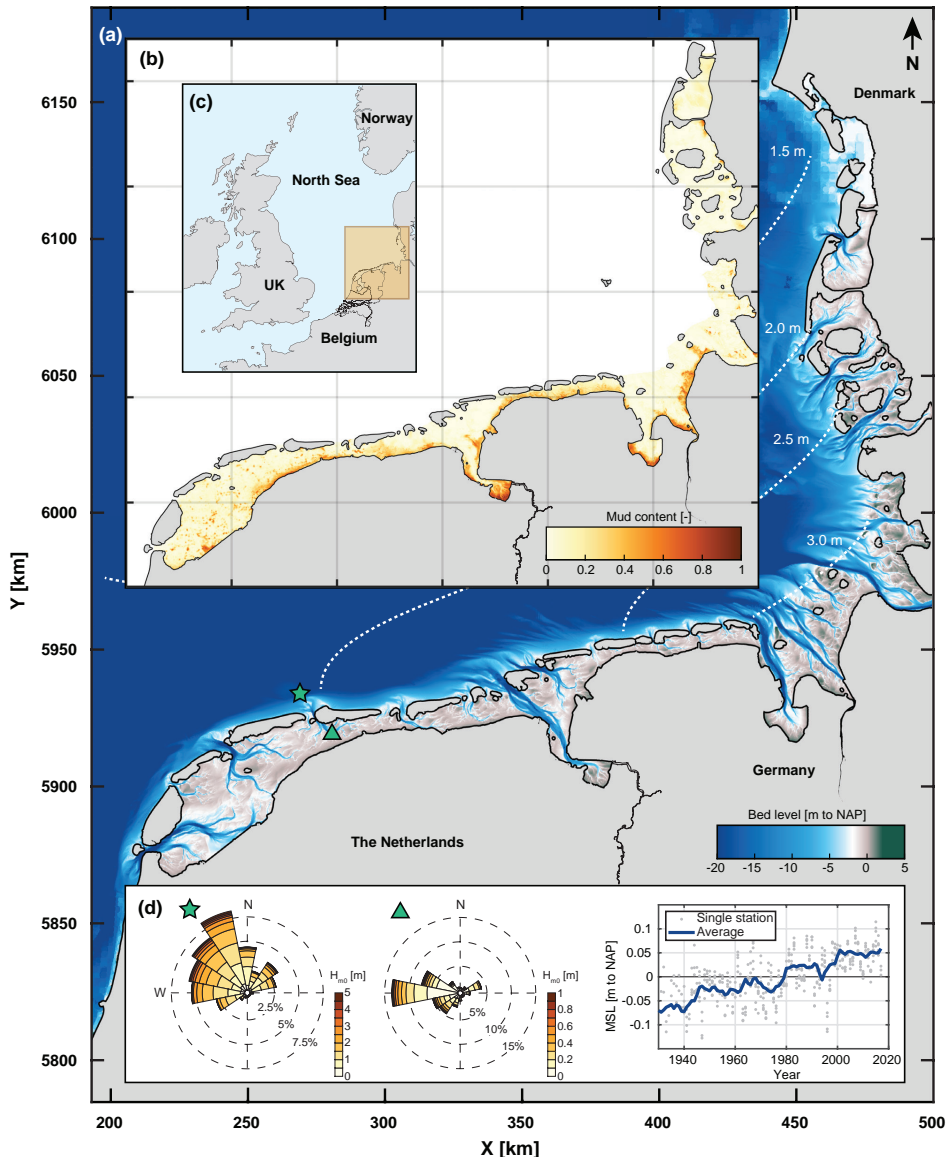 (a)
N
(b)
Denmark
6150
(c)
Norway
1.5 m
North Sea
6100
UK
Belgium
2.0 m
6050
2.5 m
6000
Mud content [-]
0 0.2 0.4 0.6 0.8 1
3.0 m
Y [km]
5950
5900
Germany
Bed level [m to NAP]
-20 -15 -10 -5 0 5
The Netherlands
5850
(d)
N
W
2.5%
5%
7.5%
Hm0 [m]
5
4
3
2
1
0
N
5%
10%
15%
Hm0 [m]
1
0.8
0.6
0.4
0.2
0
Single station
Average
MSL [m to NAP]
0.05
0
-0.05
-0.1
1940 1960 1980 2000 2020
Year
5800
200 250 300 350 400 450 500
X [km]